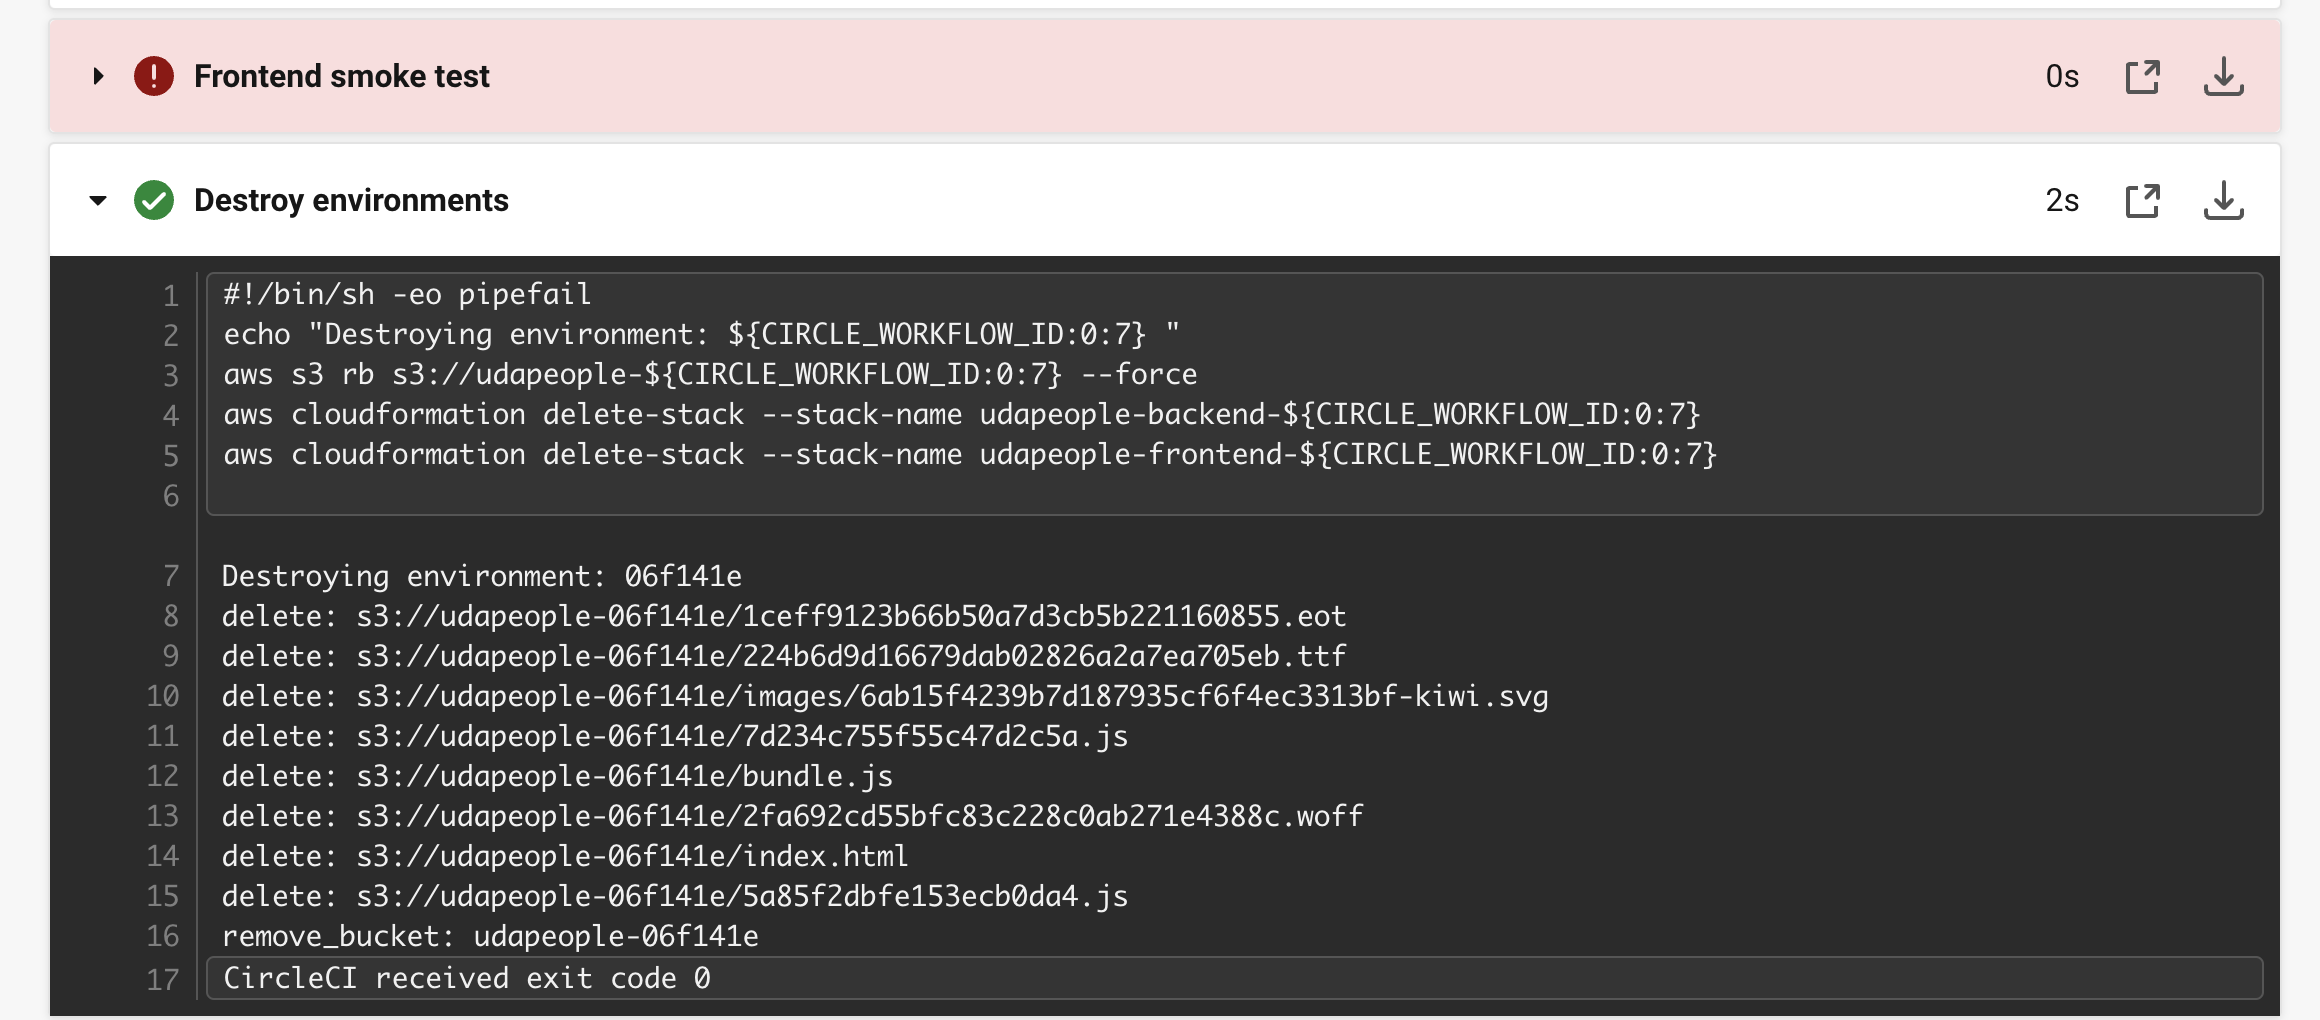 Frontend smoke test 0s
Destroy environments 2s
1 #!/bin/sh -eo pipefail
2 echo "Destroying environment: ${CIRCLE_WORKFLOW_ID:0:7} "
3 aws s3 rb s3://udapeople-${CIRCLE_WORKFLOW_ID:0:7} --force
4 aws cloudformation delete-stack --stack-name udapeople-backend-${CIRCLE_WORKFLOW_ID:0:7}
5 aws cloudformation delete-stack --stack-name udapeople-frontend-${CIRCLE_WORKFLOW_ID:0:7}
6
7 Destroying environment: 06f141e
8 delete: s3://udapeople-06f141e/1ceff9123b66b50a7d3cb5b221160855.eot
9 delete: s3://udapeople-06f141e/224b6d9d16679dab02826a2a7ea705eb.ttf
10 delete: s3://udapeople-06f141e/images/6ab15f4239b7d187935cf6f4ec3313bf-kiwi.svg
11 delete: s3://udapeople-06f141e/7d234c755f55c47d2c5a.js
12 delete: s3://udapeople-06f141e/bundle.js
13 delete: s3://udapeople-06f141e/2fa692cd55bfc83c228c0ab271e4388c.woff
14 delete: s3://udapeople-06f141e/index.html
15 delete: s3://udapeople-06f141e/5a85f2dbfe153ecb0da4.js
16 remove_bucket: udapeople-06f141e
17 CircleCI received exit code 0